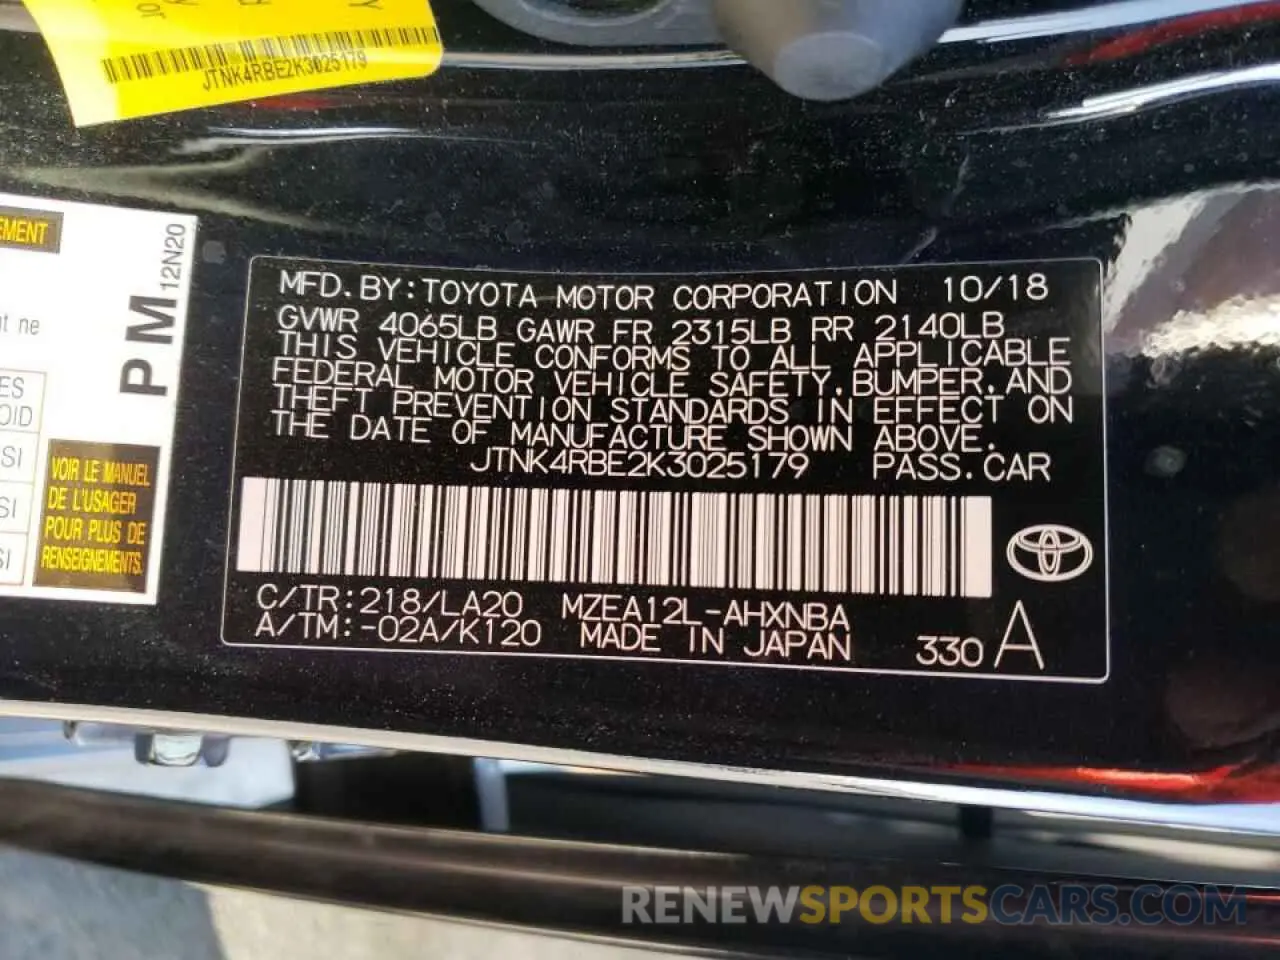 JTNK4RBE2K3025179
EMENT
PM 12N20
t ne
ES
OID
SI
SI
SI
VOIR LE MANUEL
DE L'USAGER
POUR PLUS DE
RENSEIGNEMENTS.
MFD.BY:TOYOTA MOTOR CORPORATION 10/18
GVWR 4065LB GAWR FR 2315LB RR 2140LB
THIS VEHICLE CONFORMS TO ALL APPLICABLE
FEDERAL MOTOR VEHICLE SAFETY,BUMPER,AND
THEFT PREVENTION STANDARDS IN EFFECT ON
THE DATE OF MANUFACTURE SHOWN ABOVE.
JTNK4RBE2K3025179 PASS.CAR
C/TR:218/LA20 MZEA12L-AHXNBA
A/TM:-02A/K120 MADE IN JAPAN 330 A
RENEWSPORTSCARS.COM